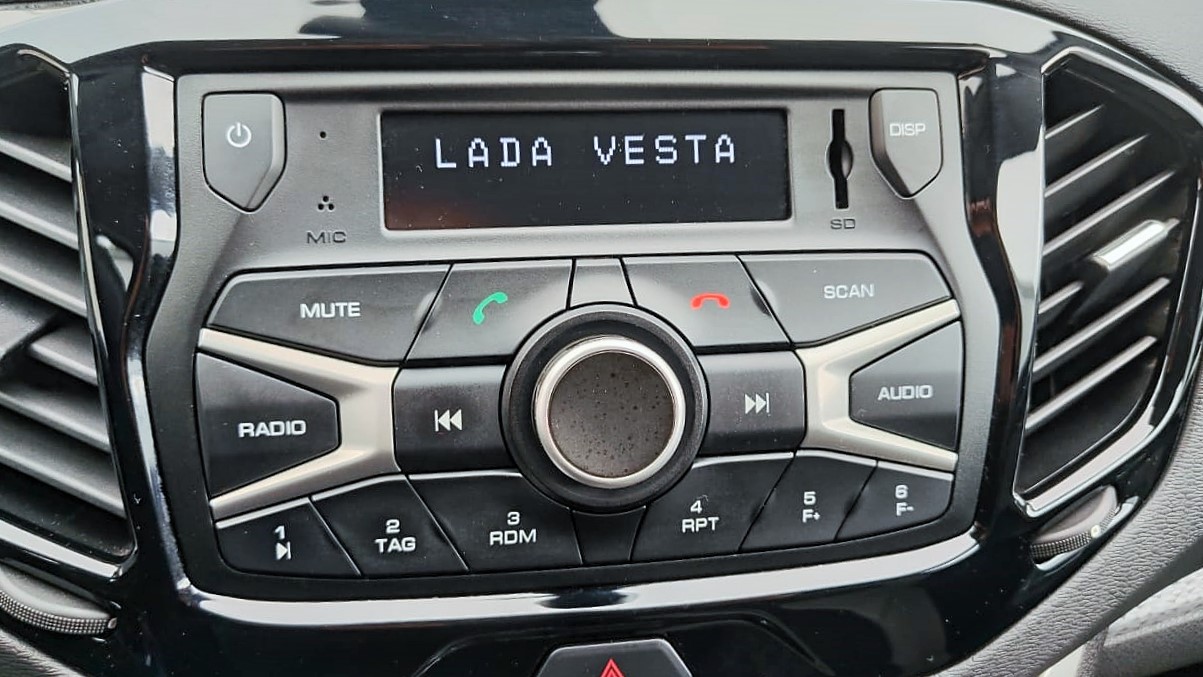 LADA VESTA
DISP
MIC
SD
MUTE
SCAN
RADIO
AUDIO
1
2
TAG
3
RDM
4
RPT
5
F+
6
F-